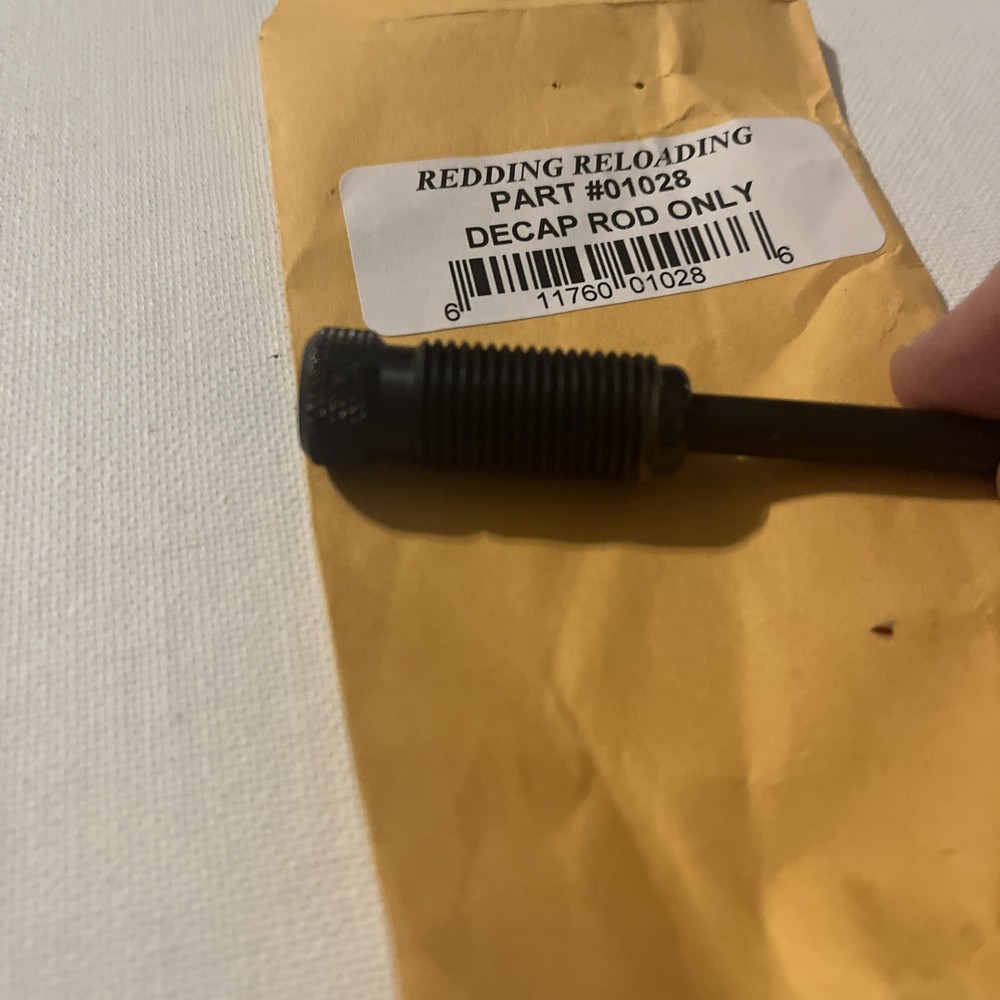 REDDING RELOADING
PART #01028
DECAP ROD ONLY
6 11760 01028 6